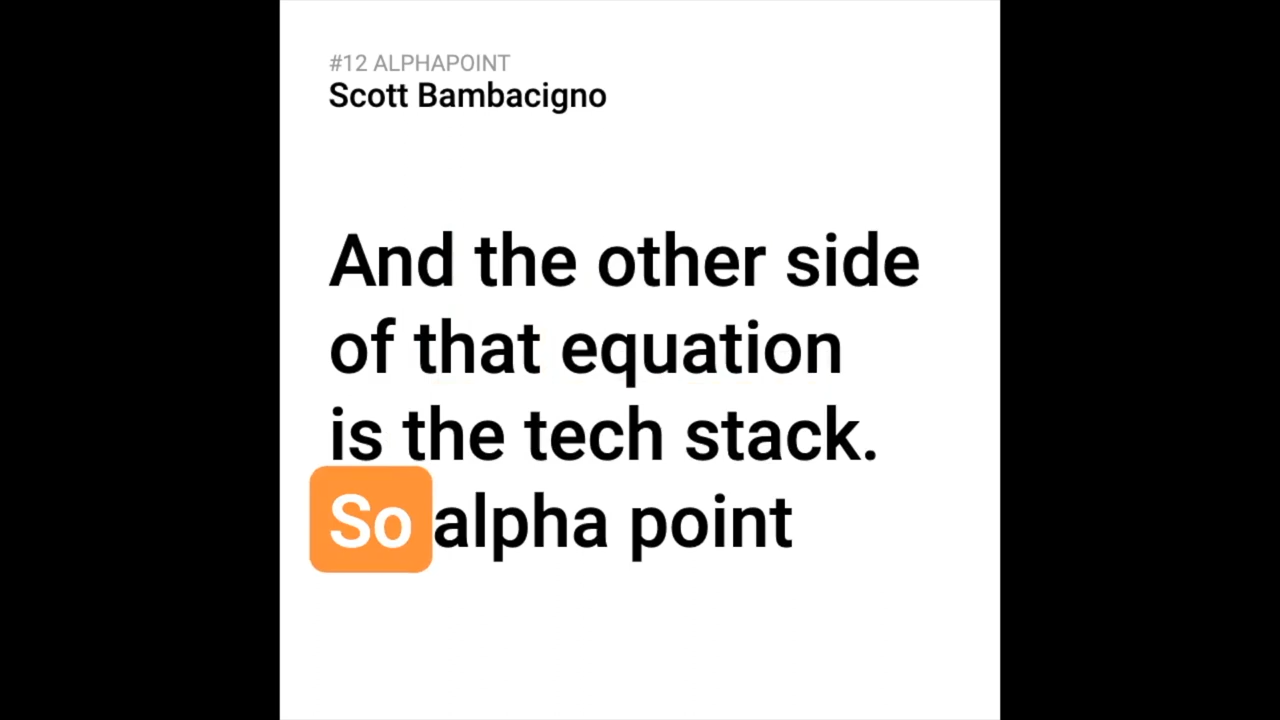 #12 ALPHAPOINT
Scott Bambacigno
And the other side
of that equation
is the tech stack.
So alpha point